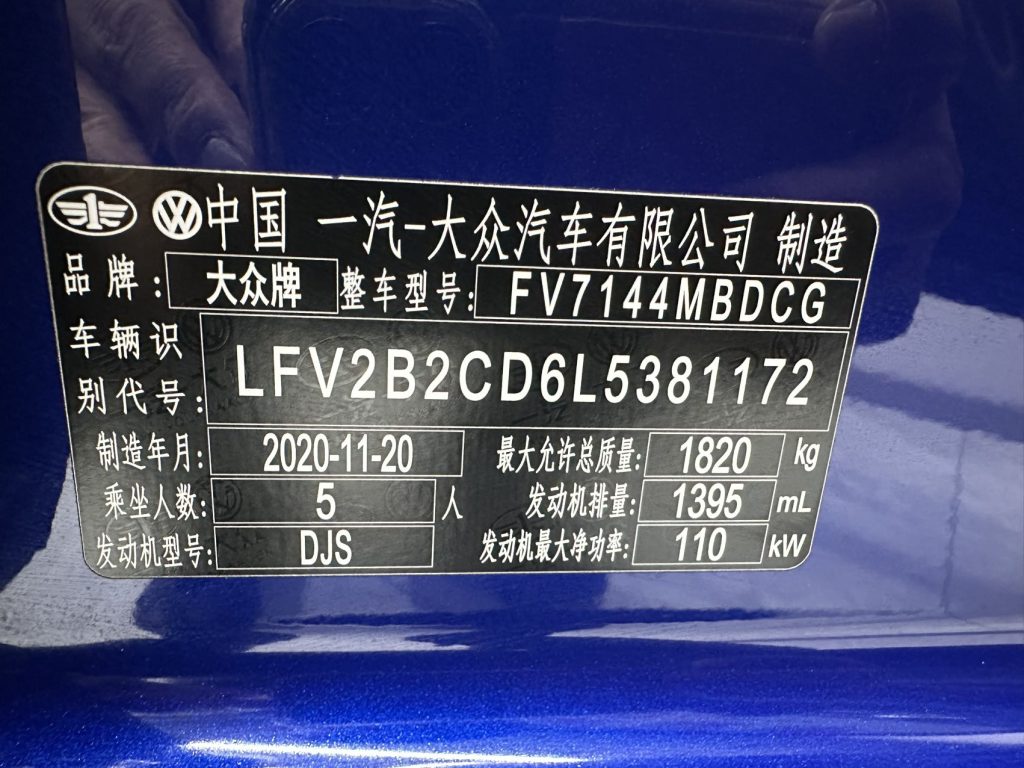 中国 一汽-大众汽车有限公司 制造
品牌: 大众牌 整车型号: FV7144MBDCG
车辆识
别代号: LFV2B2CD6L5381172
制造年月: 2020-11-20 最大允许总质量: 1820 kg
乘坐人数: 5 人 发动机排量: 1395 mL
发动机型号: DJS 发动机最大净功率: 110 kW